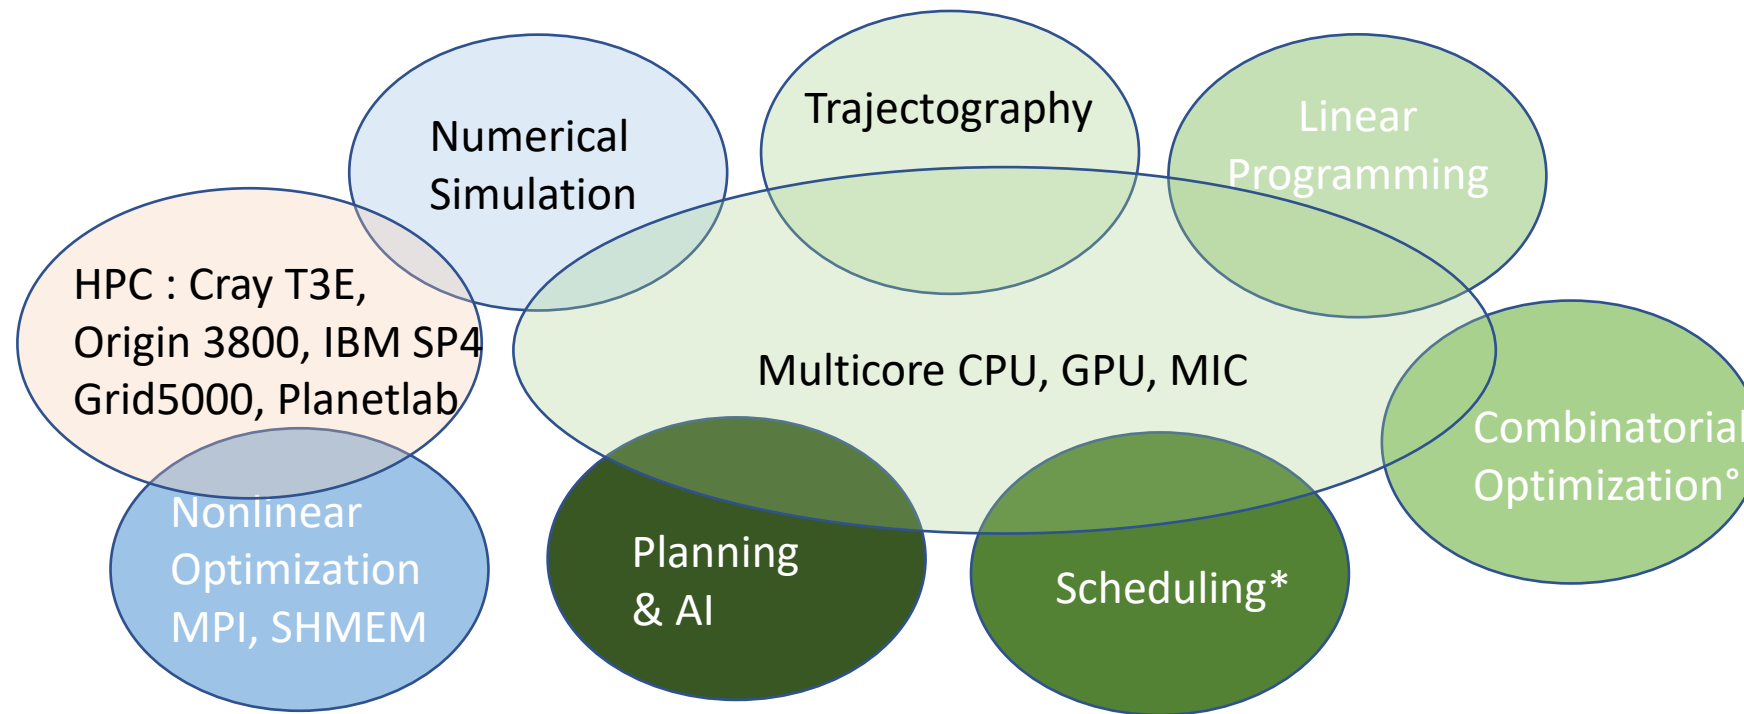 Numerical
Simulation
Trajectography
Linear
Programming
HPC : Cray T3E,
Origin 3800, IBM SP4
Grid5000, Planetlab
Multicore CPU, GPU, MIC
Combinatorial
Optimization°
Nonlinear
Optimization
MPI, SHMEM
Planning
& AI
Scheduling*